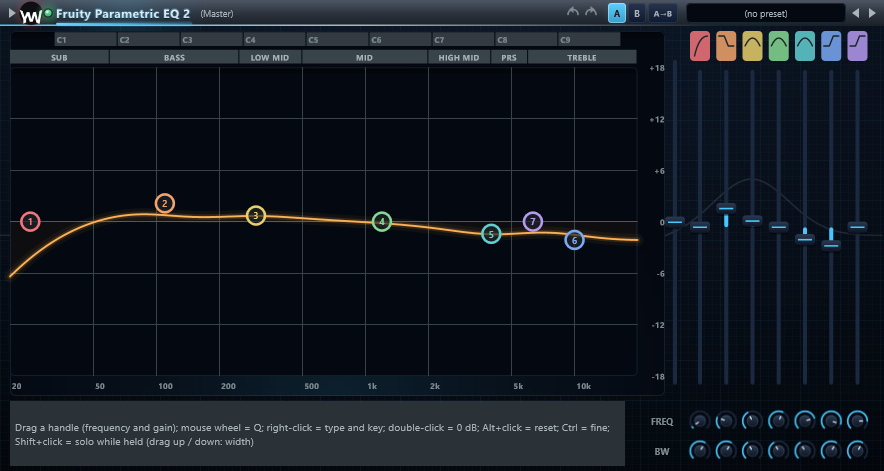 Fruity Parametric EQ 2 (Master) A B A→B (no preset)
C1 C2 C3 C4 C5 C6 C7 C8 C9
SUB BASS LOW MID MID HIGH MID PRS TREBLE
+18
+12
+6
0
-6
-12
-18
1 2 3 4 5 6 7
20 50 100 200 500 1k 2k 5k 10k
FREQ
BW
Drag a handle (frequency and gain); mouse wheel = Q; right-click = type and key; double-click = 0 dB; Alt+click = reset; Ctrl = fine;
Shift+click = solo while held (drag up / down: width)